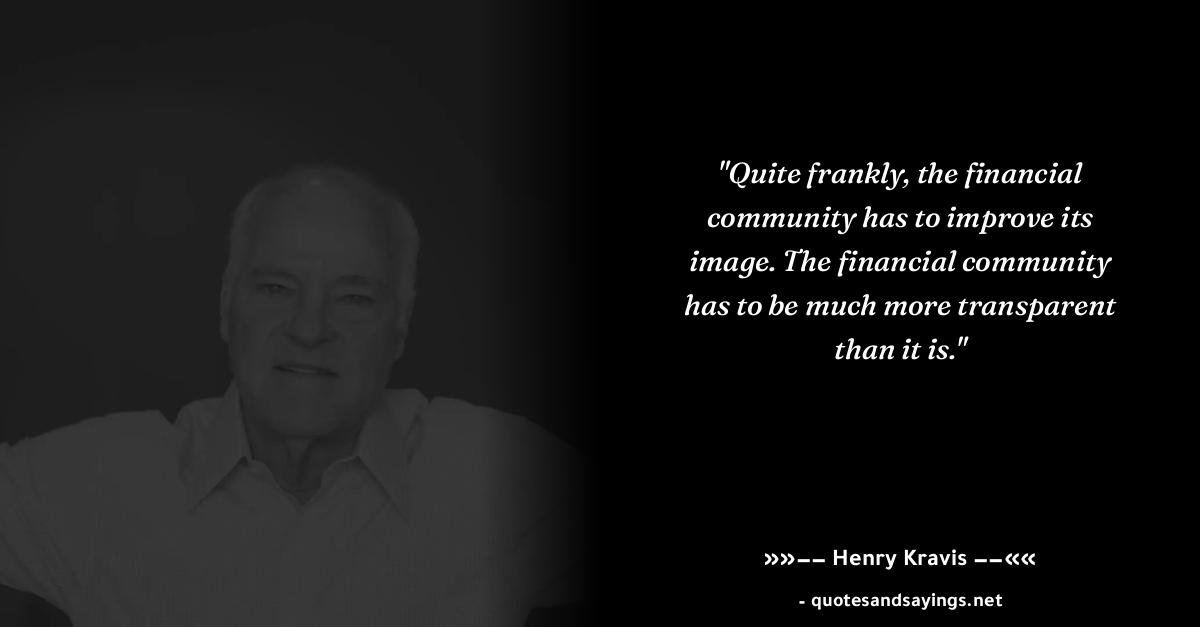 "Quite frankly, the financial
community has to improve its
image. The financial community
has to be much more transparent
than it is."
»»–– Henry Kravis ––««
- quotesandsayings.net